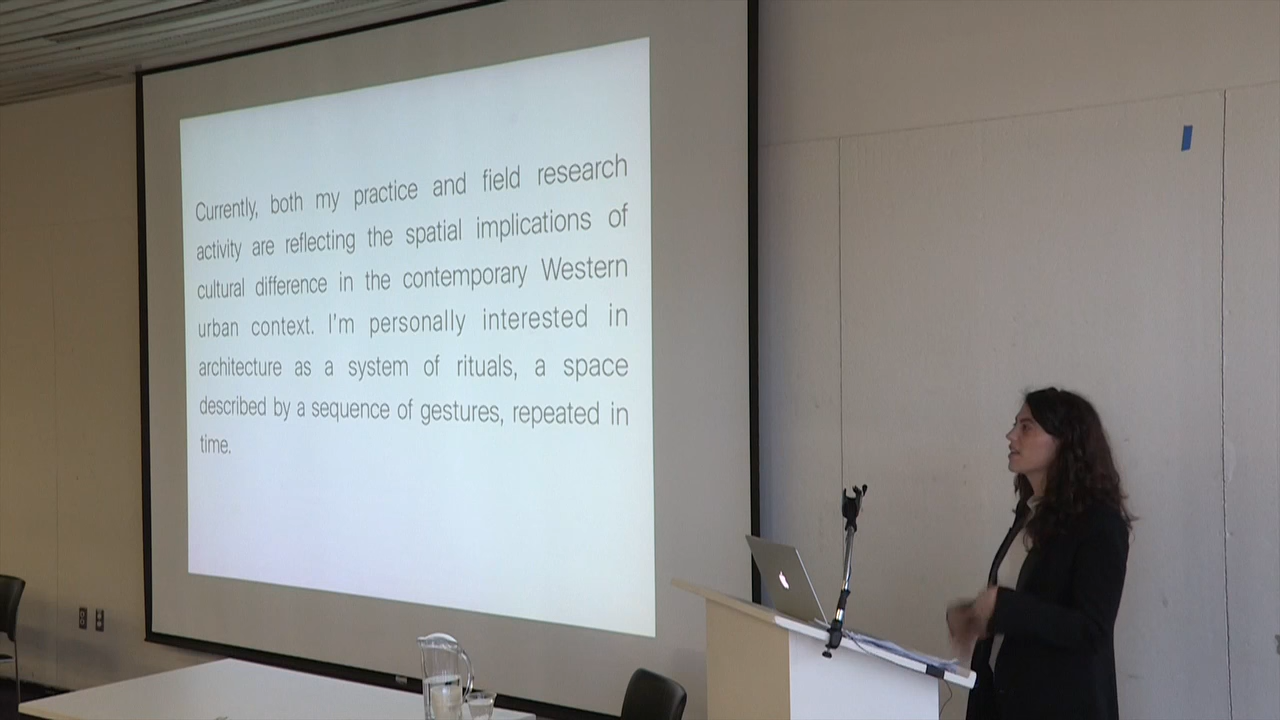 Currently, both my practice and field research
activity are reflecting the spatial implications of
cultural difference in the contemporary Western
urban context. I'm personally interested in
architecture as a system of rituals, a space
described by a sequence of gestures, repeated in
time.